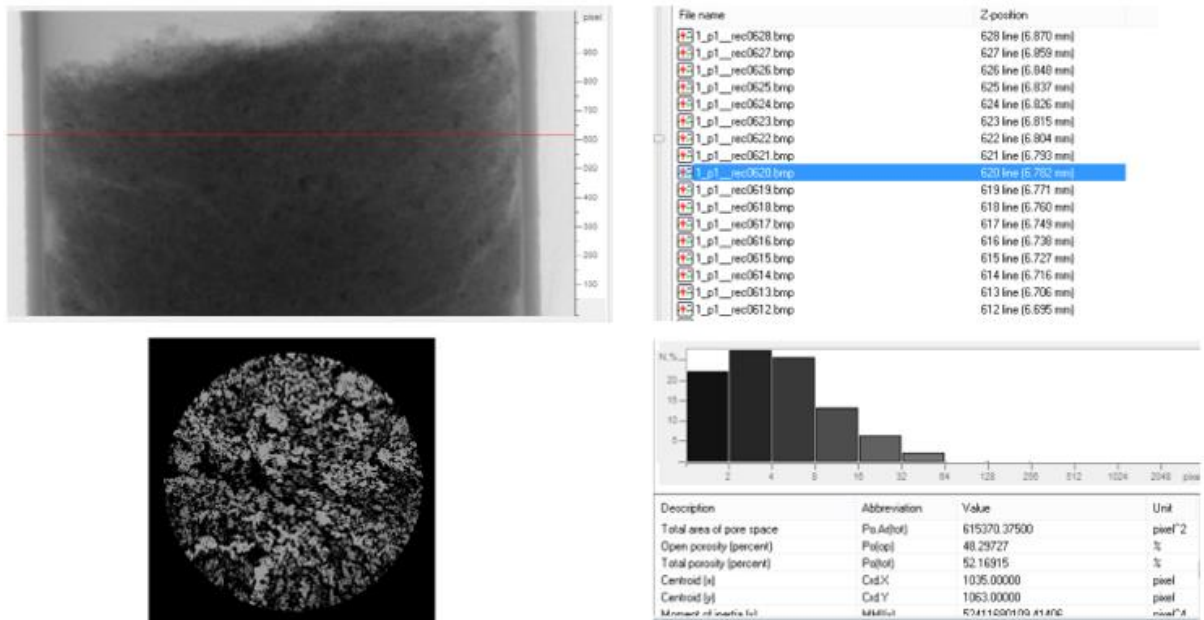 pixel
900
800
700
600
500
400
300
200
100
File name Z-position
1_p1__rec0628.bmp 628 line (6.870 mm)
1_p1__rec0627.bmp 627 line (6.859 mm)
1_p1__rec0626.bmp 626 line (6.848 mm)
1_p1__rec0625.bmp 625 line (6.837 mm)
1_p1__rec0624.bmp 624 line (6.826 mm)
1_p1__rec0623.bmp 623 line (6.815 mm)
1_p1__rec0622.bmp 622 line (6.804 mm)
1_p1__rec0621.bmp 621 line (6.793 mm)
1_p1__rec0620.bmp 620 line (6.782 mm)
1_p1__rec0619.bmp 619 line (6.771 mm)
1_p1__rec0618.bmp 618 line (6.760 mm)
1_p1__rec0617.bmp 617 line (6.749 mm)
1_p1__rec0616.bmp 616 line (6.738 mm)
1_p1__rec0615.bmp 615 line (6.727 mm)
1_p1__rec0614.bmp 614 line (6.716 mm)
1_p1__rec0613.bmp 613 line (6.706 mm)
1_p1__rec0612.bmp 612 line (6.695 mm)
N,%
20
15
10
5
2 4 8 16 32 64 128 256 512 1024 2048
Description Abbreviation Value Unit
Total area of pore space Po.Ar(tot) 615370.37500 pixel^2
Open porosity (percent) Po(op) 48.29727 %
Total porosity (percent) Po(tot) 52.16915 %
Centroid (x) Crd.X 1035.00000 pixel
Centroid (y) Crd.Y 1063.00000 pixel
Moment of inertia (x) MMI(x)